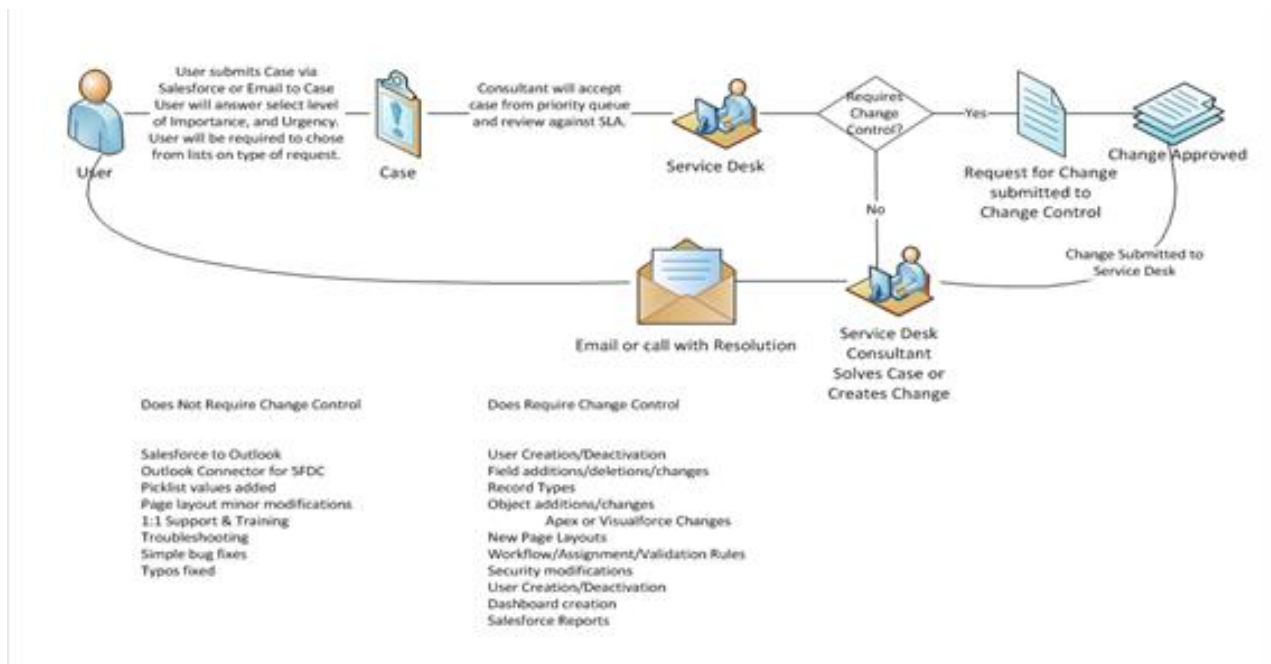 User submits Case via
Salesforce or Email to Case
User will answer select level
of Importance, and Urgency.
User will be required to chose
from lists on type of request.
User
Case
Consultant will accept
case from priority queue
and review against SLA.
Service Desk
Requires
Change
Control?
Yes
No
Request for Change
submitted to
Change Control
Change Approved
Change Submitted to
Service Desk
Service Desk
Consultant
Solves Case or
Creates Change
Email or call with Resolution
Does Not Require Change Control
Salesforce to Outlook
Outlook Connector for SFDC
Picklist values added
Page layout minor modifications
1:1 Support & Training
Troubleshooting
Simple bug fixes
Typos fixed
Does Require Change Control
User Creation/Deactivation
Field additions/deletions/changes
Record Types
Object additions/changes
Apex or Visualforce Changes
New Page Layouts
Workflow/Assignment/Validation Rules
Security modifications
User Creation/Deactivation
Dashboard creation
Salesforce Reports